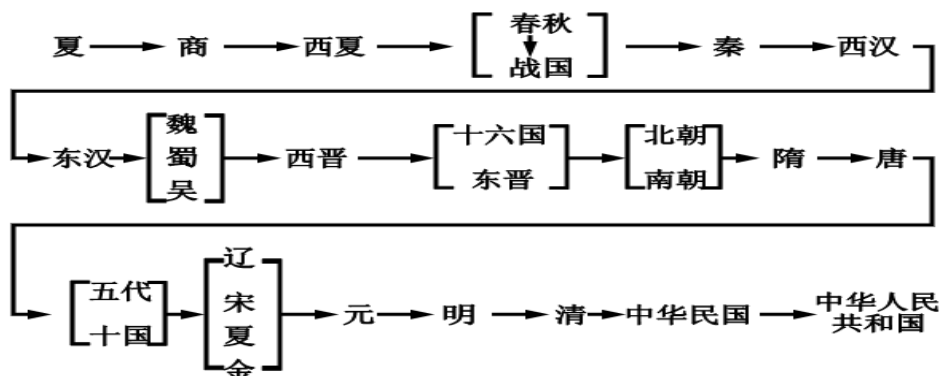 夏 商 西夏 春秋 战国 秦 西汉
东汉 魏 蜀 吴 西晋 十六国 东晋 北朝 南朝 隋 唐
五代 十国 辽 宋 夏 金 元 明 清 中华民国 中华人民共和国